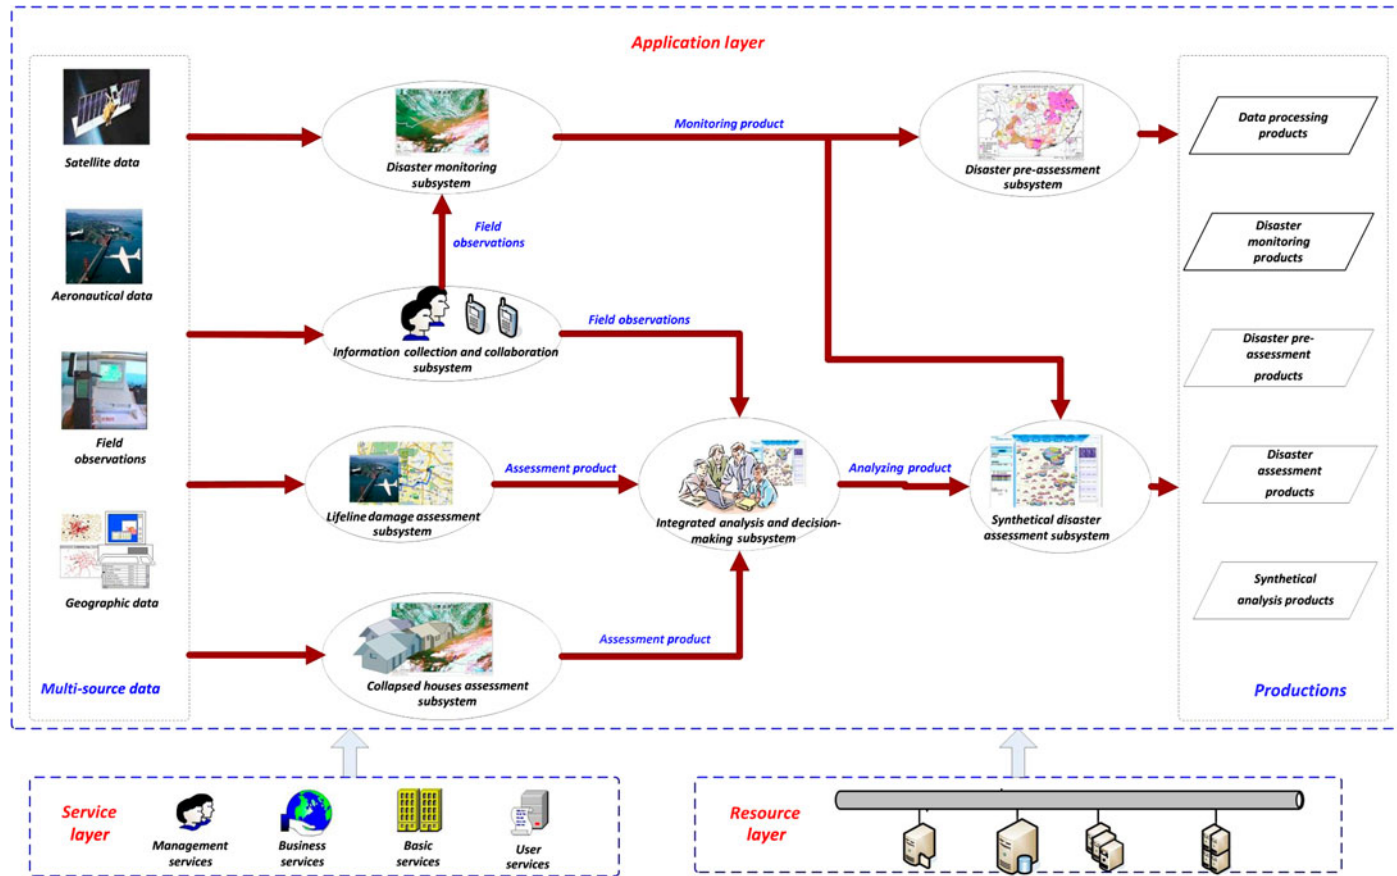 Application layer
Satellite data
Aeronautical data
Field
observations
Geographic data
Multi-source data
Disaster monitoring
subsystem
Monitoring product
Disaster pre-assessment
subsystem
Field
observations
Information collection and collaboration
subsystem
Field observations
Lifeline damage assessment
subsystem
Assessment product
Integrated analysis and decision-
making subsystem
Analyzing product
Synthetical disaster
assessment subsystem
Collapsed houses assessment
subsystem
Assessment product
Data processing
products
Disaster
monitoring
products
Disaster pre-
assessment
products
Disaster
assessment
products
Synthetical
analysis products
Productions
Service
layer
Management
services
Business
services
Basic
services
User
services
Resource
layer